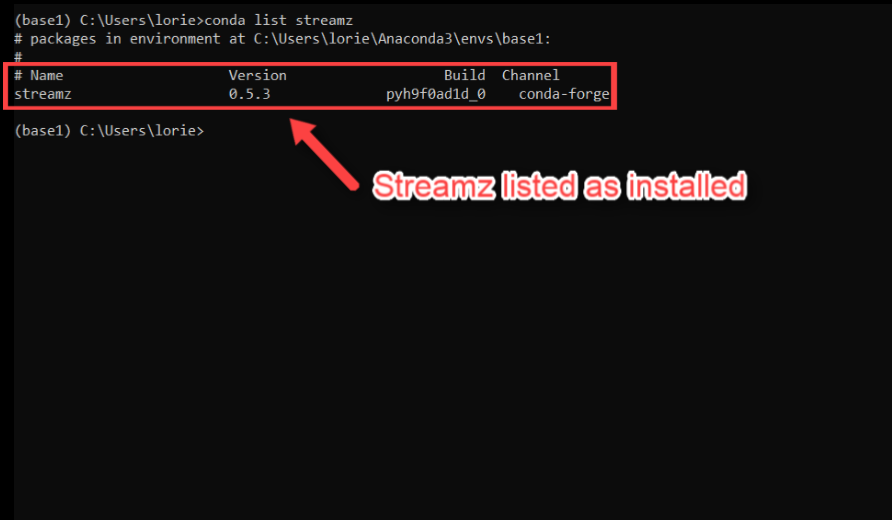 (base1) C:\Users\lorie>conda list streamz
# packages in environment at C:\Users\lorie\Anaconda3\envs\base1:
#
# Name                    Version                   Build  Channel
streamz                   0.5.3              pyh9f0ad1d_0    conda-forge
(base1) C:\Users\lorie>
Streamz listed as installed